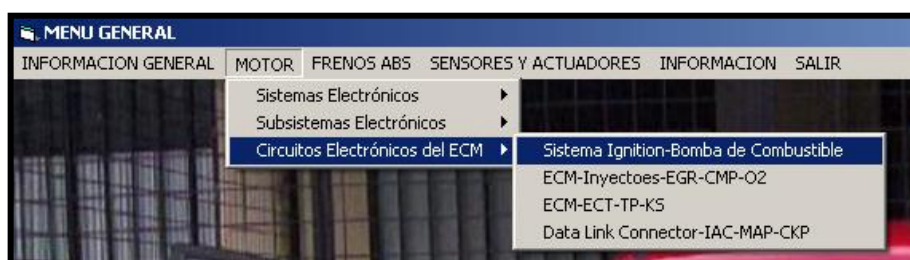 MENU GENERAL
INFORMACION GENERAL MOTOR FRENOS ABS SENSORES Y ACTUADORES INFORMACION SALIR
Sistemas Electrónicos
Subsistemas Electrónicos
Circuitos Electrónicos del ECM Sistema Ignition-Bomba de Combustible
ECM-Inyectoes-EGR-CMP-O2
ECM-ECT-TP-KS
Data Link Connector-IAC-MAP-CKP